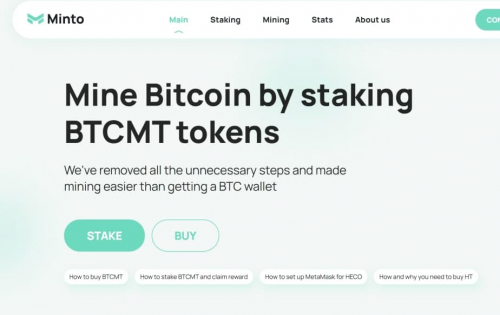 Minto Main Staking Mining Stats About us
Mine Bitcoin by staking
BTCMT tokens
We've removed all the unnecessary steps and made
mining easier than getting a BTC wallet
STAKE BUY
How to buy BTCMT How to stake BTCMT and claim reward How to set up MetaMask for HECO How and why you need to buy HT